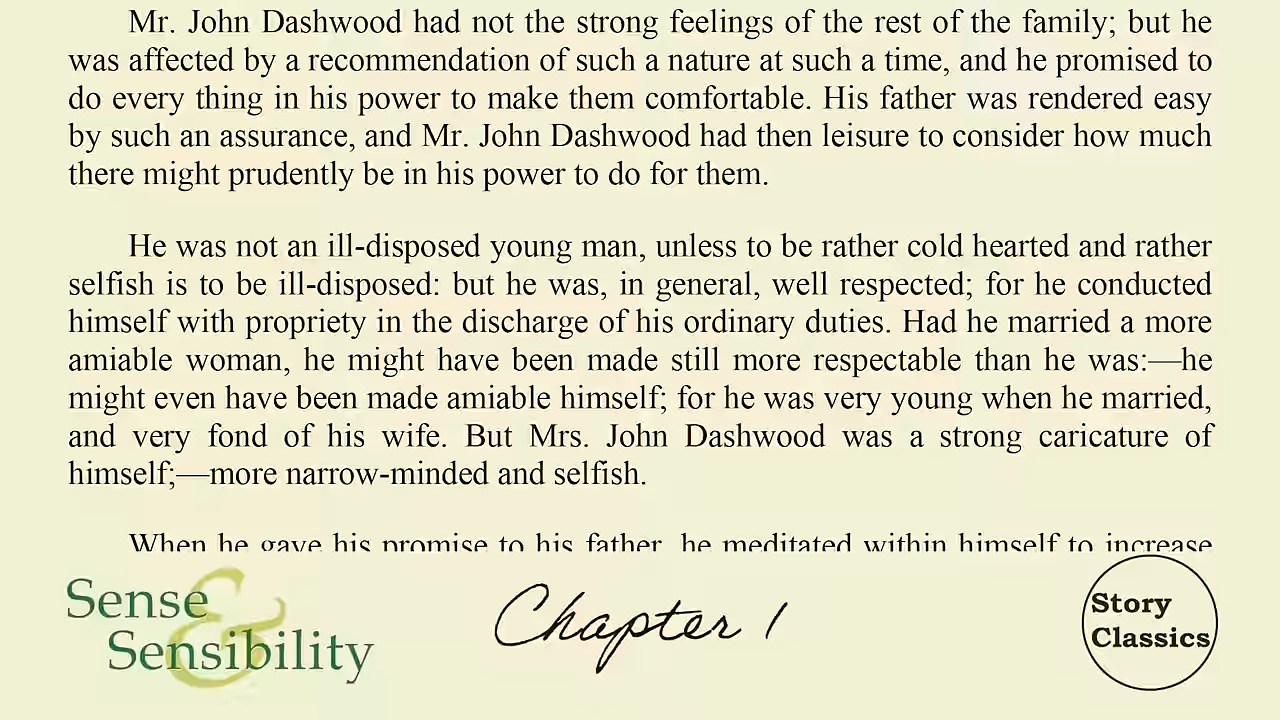 Mr. John Dashwood had not the strong feelings of the rest of the family; but he
was affected by a recommendation of such a nature at such a time, and he promised to
do every thing in his power to make them comfortable. His father was rendered easy
by such an assurance, and Mr. John Dashwood had then leisure to consider how much
there might prudently be in his power to do for them.
He was not an ill-disposed young man, unless to be rather cold hearted and rather
selfish is to be ill-disposed: but he was, in general, well respected; for he conducted
himself with propriety in the discharge of his ordinary duties. Had he married a more
amiable woman, he might have been made still more respectable than he was:—he
might even have been made amiable himself; for he was very young when he married,
and very fond of his wife. But Mrs. John Dashwood was a strong caricature of
himself;—more narrow-minded and selfish.
When he gave his promise to his father, he meditated within himself to increase
Sense &
Sensibility
Chapter 1
Story
Classics